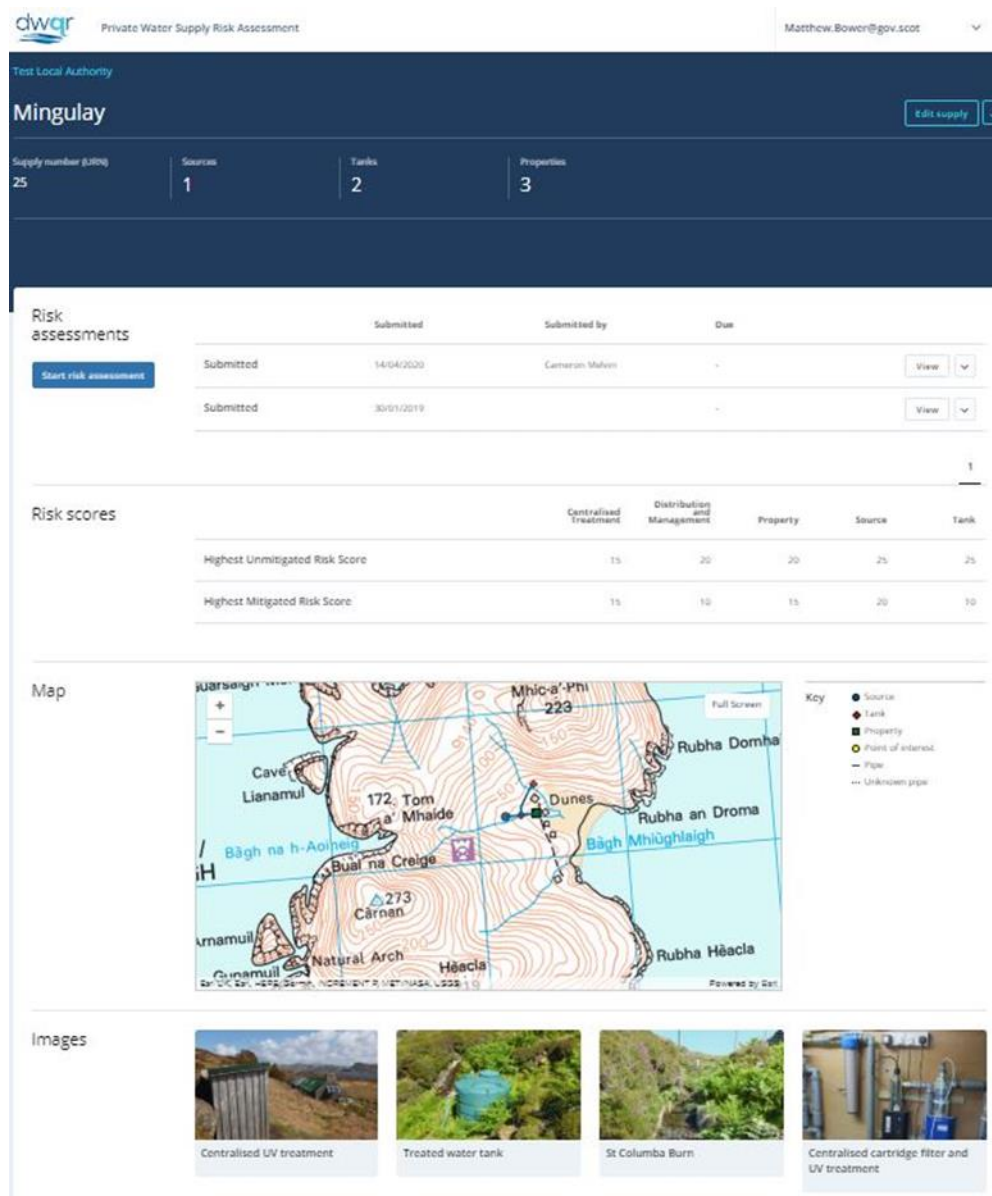 dwqr
Private Water Supply Risk Assessment
Matthew.Bower@gov.scot
Test Local Authority
Mingulay
Edit supply
Supply number (URN)
25
Sources
1
Tanks
2
Properties
3
Risk
assessments
Start risk assessment
Submitted
Submitted by
Due
Submitted
14/04/2020
Cameron Melvin
-
View
Submitted
30/01/2019
-
View
1
Risk scores
Centralised
Treatment
Distribution
and
Management
Property
Source
Tank
Highest Unmitigated Risk Score
15
20
20
25
25
Highest Mitigated Risk Score
15
10
15
20
10
Map
+
−
Full Screen
Mhic-a'-Phi
223
150
Rubha Domha
Cave
Lianamul
172
Tom
a' Mhaide
50
Dunes
Rubha an Droma
Bàgh na h-Aoineig
Bàgh Mhiùghlaigh
Bual na Creige
273
Càrnan
150
200
Arnamuil
Natural Arch
Hèacla
Rubha Hèacla
Gunamuil
Powered by Esri
Key
Source
Tank
Property
Point of interest
Pipe
Unknown pipe
Images
Centralised UV treatment
Treated water tank
St Columba Burn
Centralised cartridge filter and
UV treatment